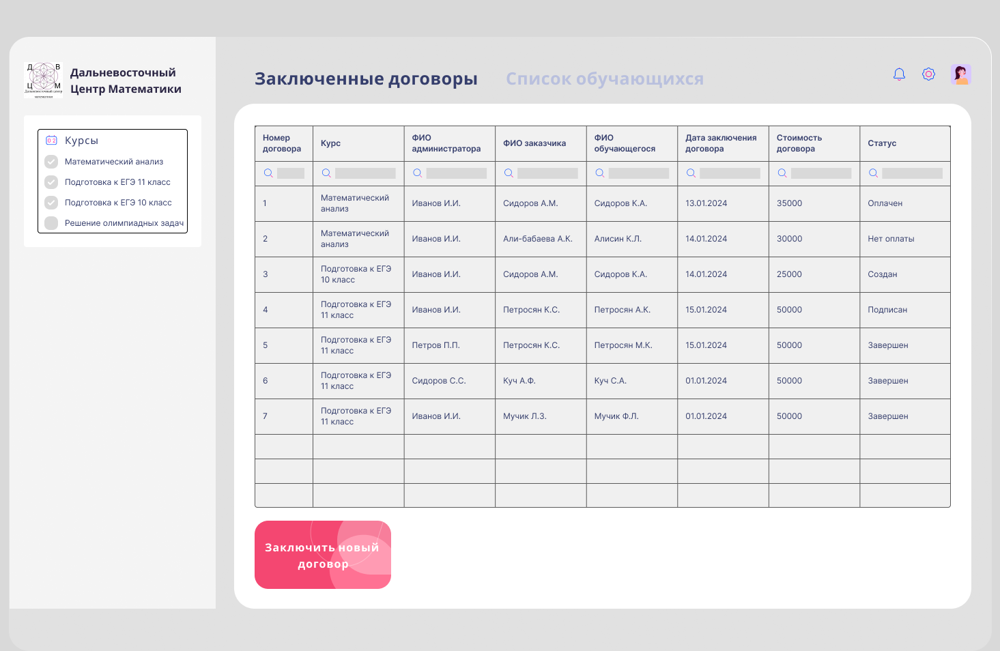 Д В
Ц М
Дальневосточный центр
математики
Дальневосточный
Центр Математики
Заключенные договоры
Список обучающихся
0 2
Курсы
Математический анализ
Подготовка к ЕГЭ 11 класс
Подготовка к ЕГЭ 10 класс
Решение олимпиадных задач
Номер договора Курс ФИО администратора ФИО заказчика ФИО обучающегося Дата заключения договора Стоимость договора Статус
1 Математический анализ Иванов И.И. Сидоров А.М. Сидоров К.А. 13.01.2024 35000 Оплачен
2 Математический анализ Иванов И.И. Али-бабаева А.К. Алисин К.Л. 14.01.2024 30000 Нет оплаты
3 Подготовка к ЕГЭ 10 класс Иванов И.И. Сидоров А.М. Сидоров К.А. 14.01.2024 25000 Создан
4 Подготовка к ЕГЭ 11 класс Иванов И.И. Петросян К.С. Петросян А.К. 15.01.2024 50000 Подписан
5 Подготовка к ЕГЭ 11 класс Петров П.П. Петросян К.С. Петросян М.К. 15.01.2024 50000 Завершен
6 Подготовка к ЕГЭ 11 класс Сидоров С.С. Куч А.Ф. Куч С.А. 01.01.2024 50000 Завершен
7 Подготовка к ЕГЭ 11 класс Иванов И.И. Мучик Л.З. Мучик Ф.Л. 01.01.2024 50000 Завершен
Заключить новый
договор